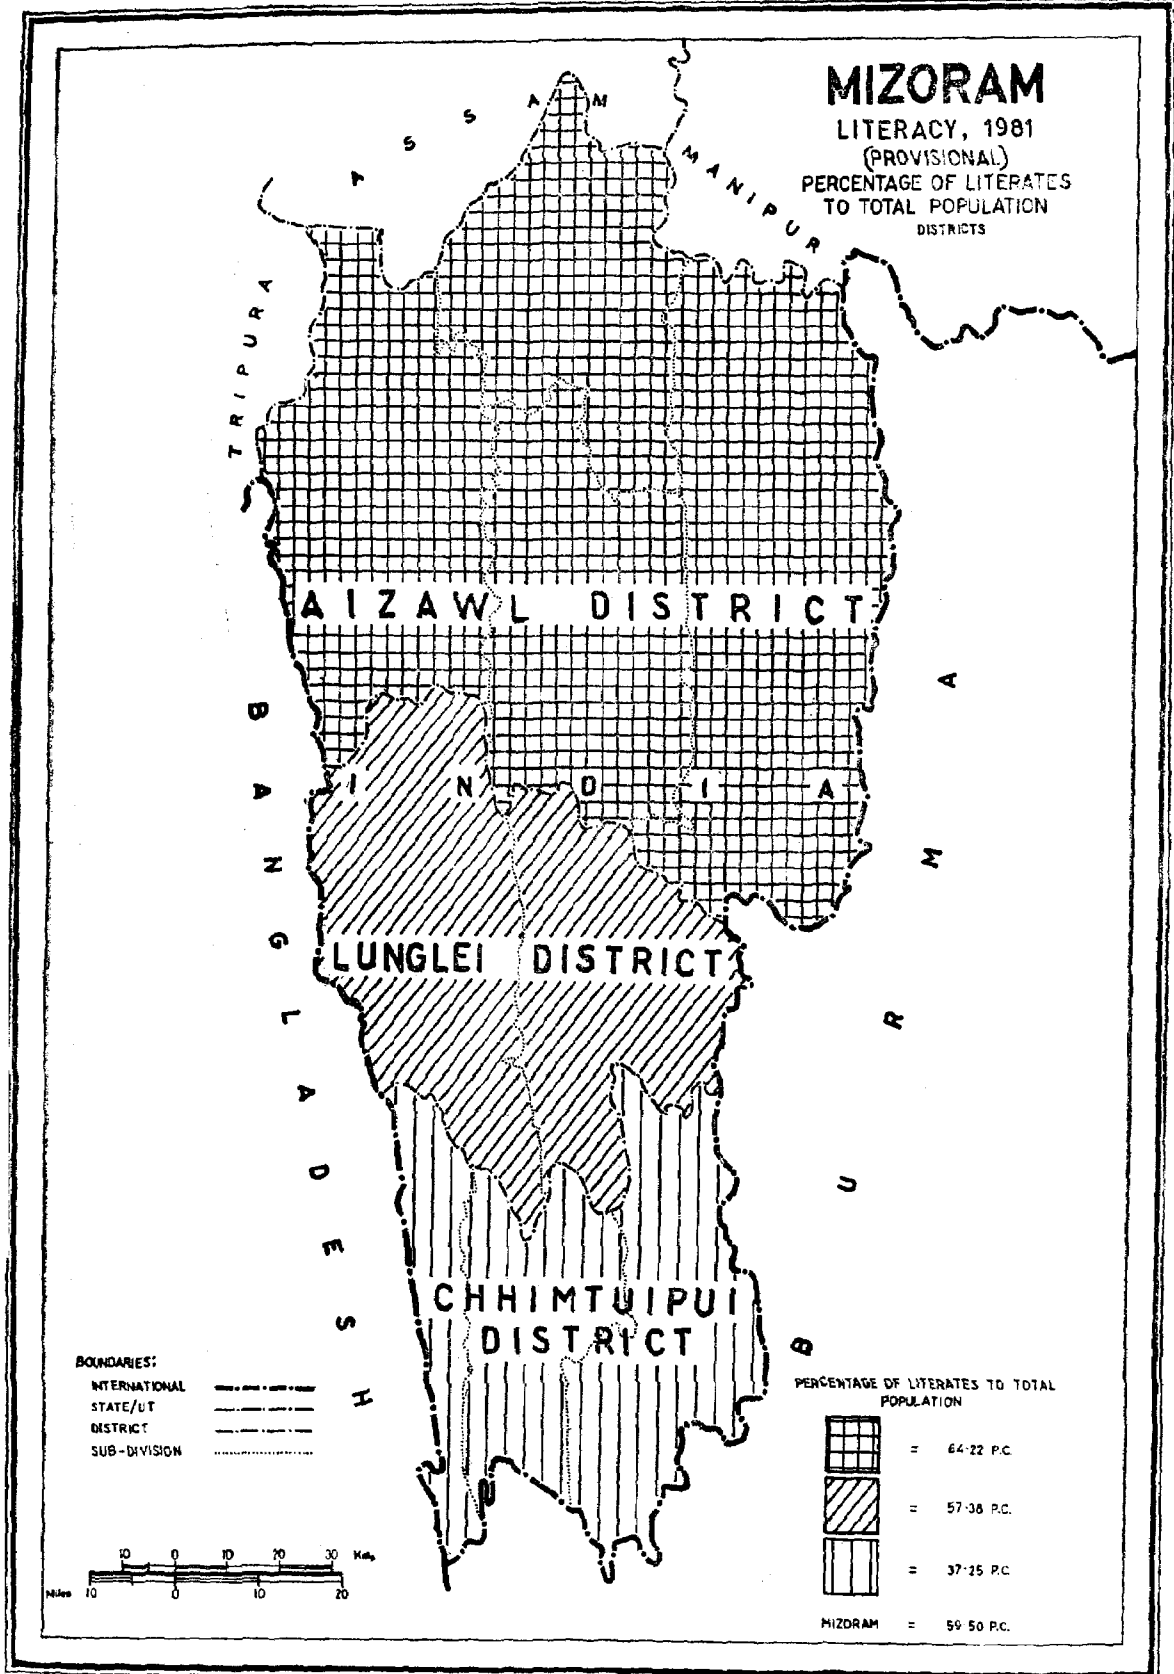 MIZORAM
LITERACY, 1981
(PROVISIONAL)
PERCENTAGE OF LITERATES
TO TOTAL POPULATION
DISTRICTS
ASSAM
MANIPUR
TRIPURA
AIZAWL DISTRICT
INDIA
BANGLADESH
BURMA
LUNGLEI DISTRICT
CHHIMTUIPUI
DISTRICT
BOUNDARIES:
INTERNATIONAL
STATE/UT
DISTRICT
SUB-DIVISION
10 0 10 20 30 Kms
Miles 10 0 10 20
PERCENTAGE OF LITERATES TO TOTAL
POPULATION
= 64·22 P.C.
= 57·38 P.C.
= 37·25 P.C
MIZORAM = 59·50 P.C.